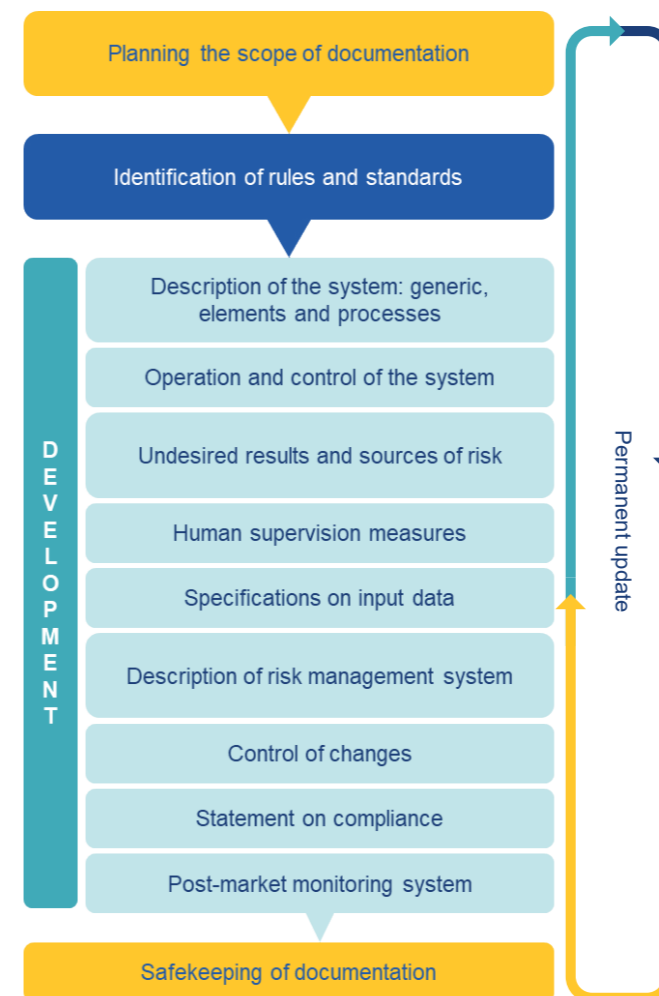 Planning the scope of documentation
Identification of rules and standards
DEVELOPMENT
Description of the system: generic,
elements and processes
Operation and control of the system
Undesired results and sources of risk
Human supervision measures
Specifications on input data
Description of risk management system
Control of changes
Statement on compliance
Post-market monitoring system
Safekeeping of documentation
Permanent update